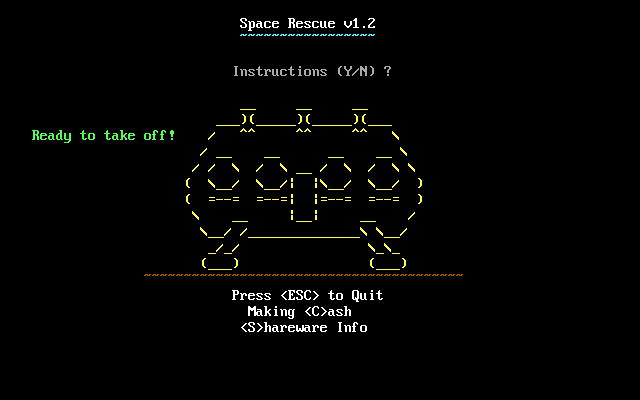 Space Rescue v1.2
Instructions (Y/N) ?
Ready to take off!
Press <ESC> to Quit
Making <C>ash
<S>hareware Info